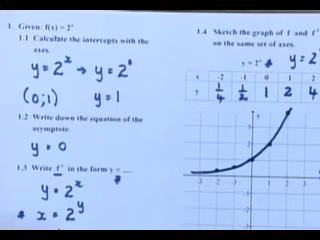 1. Given: f(x) = 2ˣ
1.1 Calculate the intercepts with the axes.
y = 2ˣ → y = 2⁰
(0;1) y = 1
1.2 Write down the equation of the asymptote.
y = 0
1.3 Write f⁻¹ in the form y = ....
y = 2ˣ
* x = 2ʸ
1.4 Sketch the graph of f and f
on the same set of axes.
y = 2ˣ y = 2
x -2 -1 0 1 2
y 1/4 1/2 1 2 4
y
-3 -2 -1 1 2